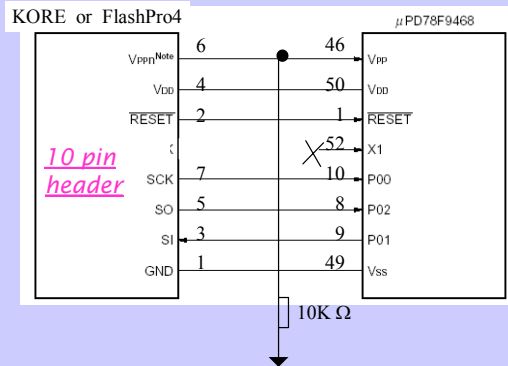 KORE or FlashPro4
μPD78F9468
VPPnNote 6 46 VPP
VDD 4 50 VDD
RESET 2 1 RESET
52 X1
10 pin
header
SCK 7 10 P00
SO 5 8 P02
SI 3 9 P01
GND 1 49 VSS
10K Ω